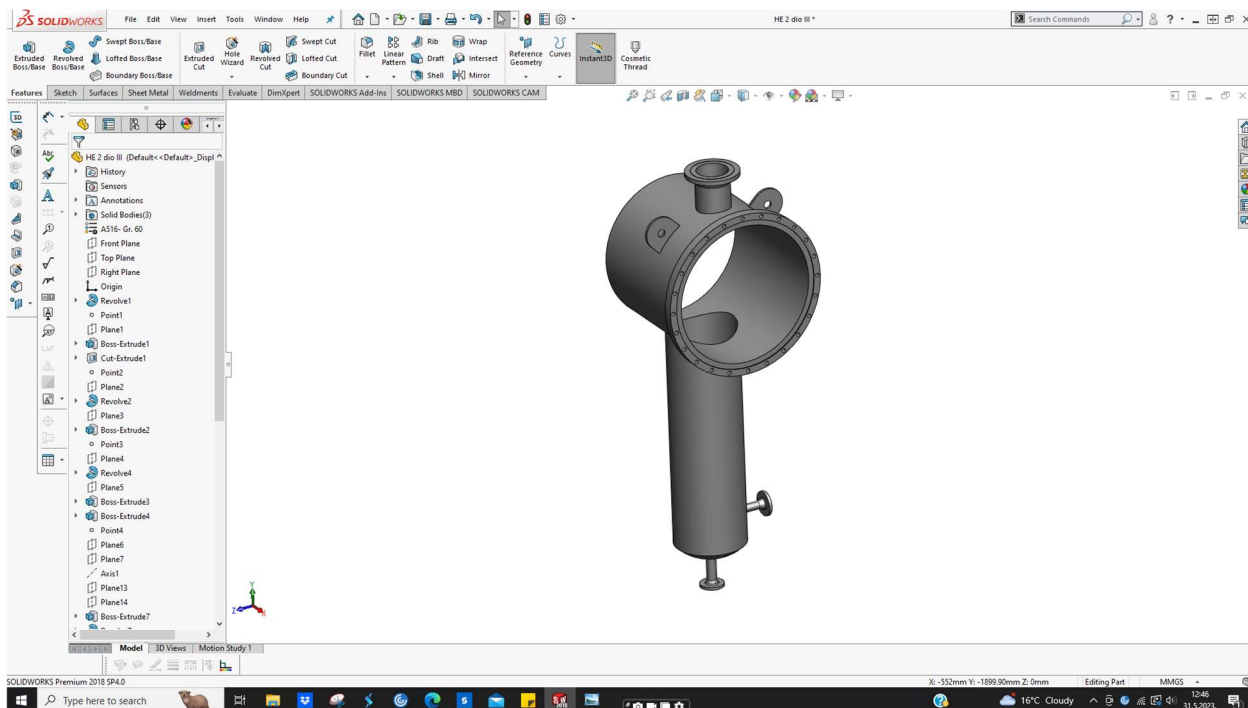 SOLIDWORKS File Edit View Insert Tools Window Help HE 2 dio III * Search Commands
Extruded Boss/Base
Revolved Boss/Base
Swept Boss/Base
Lofted Boss/Base
Boundary Boss/Base
Extruded Cut
Hole Wizard
Revolved Cut
Swept Cut
Lofted Cut
Boundary Cut
Fillet
Linear Pattern
Rib
Draft
Shell
Wrap
Intersect
Mirror
Reference Geometry
Curves
Instant3D
Cosmetic Thread
Features Sketch Surfaces Sheet Metal Weldments Evaluate DimXpert SOLIDWORKS Add-Ins SOLIDWORKS MBD SOLIDWORKS CAM
HE 2 dio III (Default<<Default>_Displ
History
Sensors
Annotations
Solid Bodies(3)
A516- Gr. 60
Front Plane
Top Plane
Right Plane
Origin
Revolve1
Point1
Plane1
Boss-Extrude1
Cut-Extrude1
Point2
Plane2
Revolve2
Plane3
Boss-Extrude2
Point3
Plane4
Revolve4
Plane5
Boss-Extrude3
Boss-Extrude4
Point4
Plane6
Plane7
Axis1
Plane13
Plane14
Boss-Extrude7
Y
Z
X
Model 3D Views Motion Study 1
SOLIDWORKS Premium 2018 SP4.0 X: -552mm Y: -1899.90mm Z: 0mm Editing Part MMGS
Type here to search 16°C Cloudy 12:46
31.5.2023.